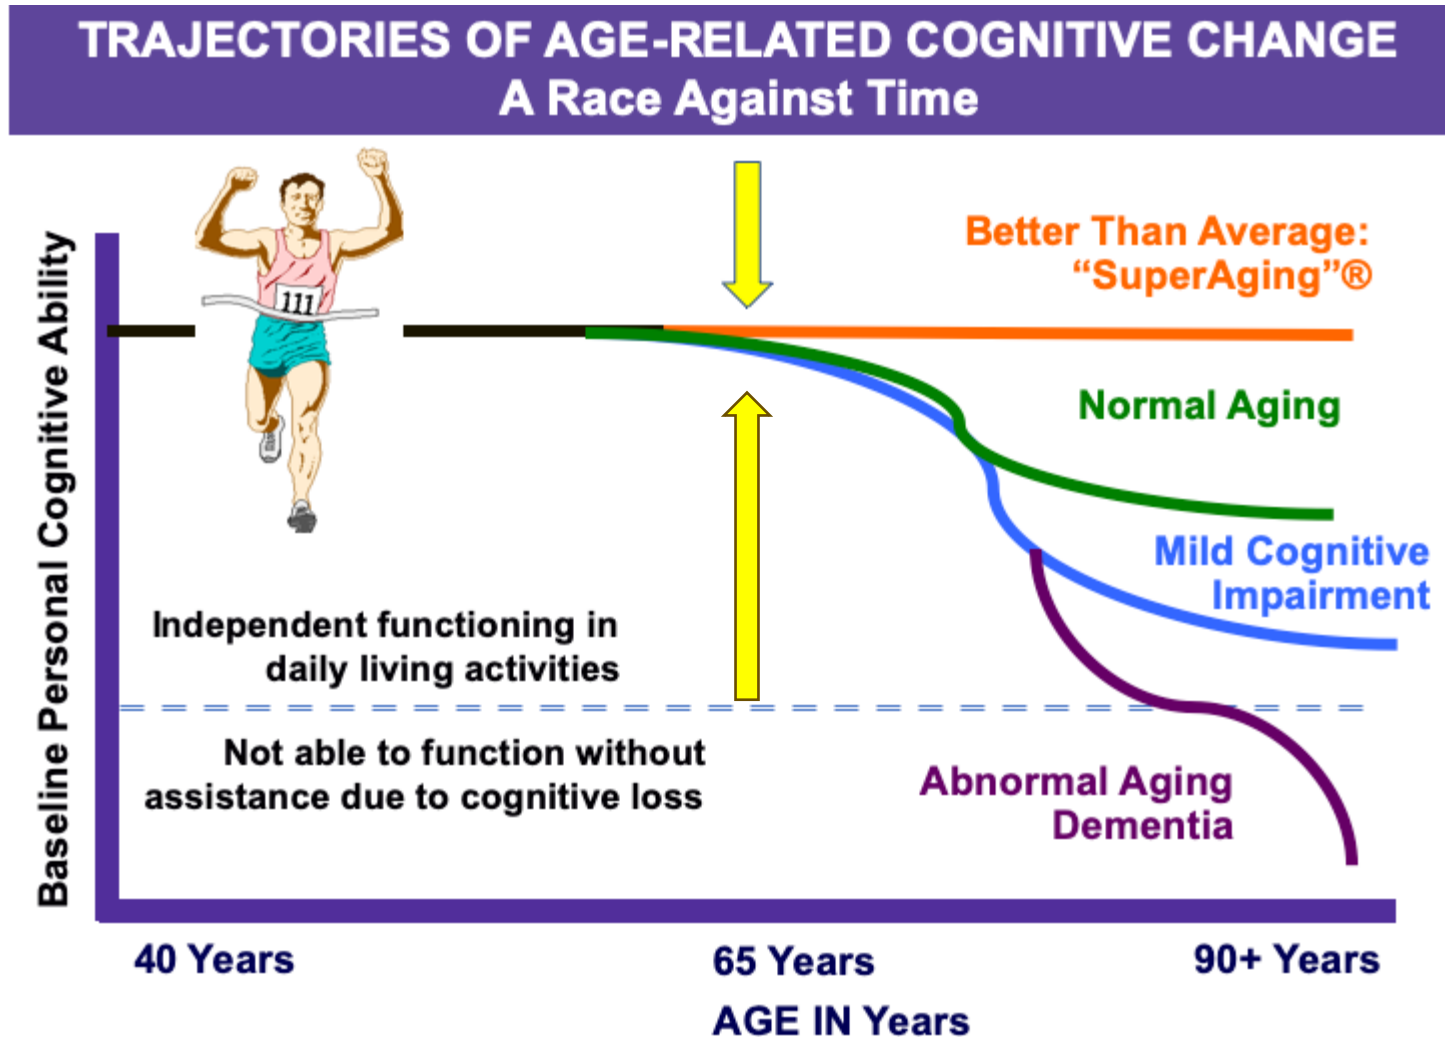 TRAJECTORIES OF AGE-RELATED COGNITIVE CHANGE
A Race Against Time
Baseline Personal Cognitive Ability
111
Better Than Average:
“SuperAging”®
Normal Aging
Mild Cognitive
Impairment
Independent functioning in
daily living activities
Not able to function without
assistance due to cognitive loss
Abnormal Aging
Dementia
40 Years
65 Years
90+ Years
AGE IN Years